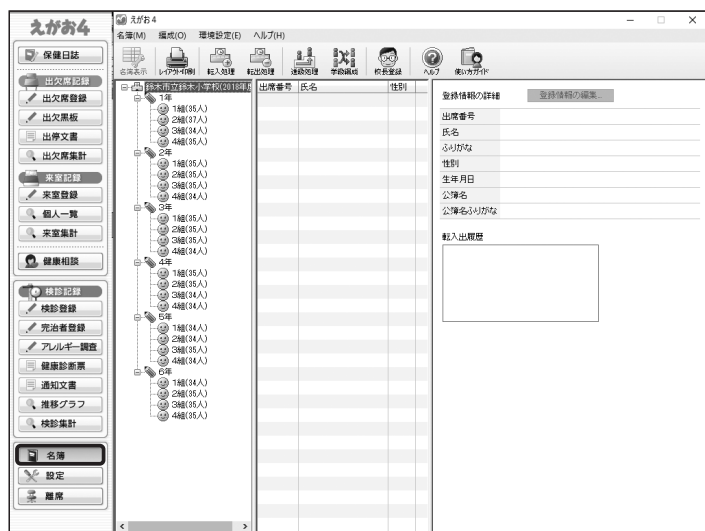 えがお4
保健日誌
出欠席記録
出欠席登録
出欠黒板
出停文書
出欠席集計
来室記録
来室登録
個人一覧
来室集計
健康相談
検診記録
検診登録
完治者登録
アレルギー調査
健康診断票
通知文書
推移グラフ
検診集計
名簿
設定
離席
えがお4
名簿(M) 編成(O) 環境設定(E) ヘルプ(H)
名簿表示 レイアウト印刷 転入処理 転出処理 進級処理 学級編成 校長登録 ヘルプ 使い方ガイド
鈴木市立鈴木小学校(2018年度
1年
1組(35人)
2組(37人)
3組(34人)
4組(35人)
2年
1組(35人)
2組(35人)
3組(35人)
4組(34人)
3年
1組(35人)
2組(35人)
3組(35人)
4組(34人)
4年
1組(35人)
2組(35人)
3組(34人)
4組(35人)
5年
1組(34人)
2組(34人)
3組(35人)
4組(34人)
6年
1組(34人)
2組(35人)
3組(35人)
4組(35人)
出席番号 氏名 性別
登録情報の詳細 登録情報の編集...
出席番号
氏名
ふりがな
性別
生年月日
公簿名
公簿名ふりがな
転入出履歴